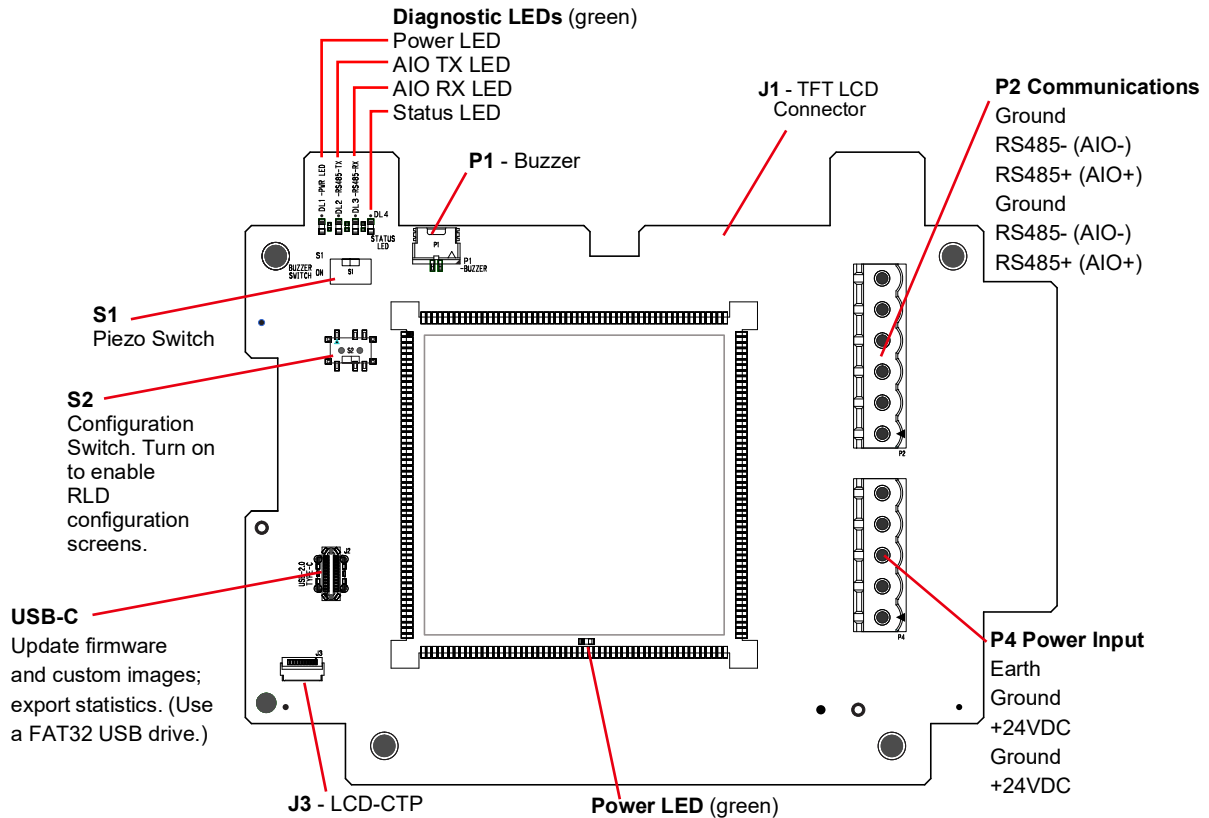 Diagnostic LEDs (green)
Power LED
AIO TX LED
AIO RX LED
Status LED
J1 - TFT LCD
Connector
P2 Communications
Ground
RS485- (AIO-)
RS485+ (AIO+)
Ground
RS485- (AIO-)
RS485+ (AIO+)
P1 - Buzzer
DL1-PWR LED
DL2-RS485-TX
DL3-RS485-RX
DL4
STATUS
LED
P1
P1
-BUZZER
S1
BUZZER
SWITCH ON
S1
S1
Piezo Switch
S2
S2
Configuration
Switch. Turn on
to enable
RLD
configuration
screens.
P2
J2
USB-2.0
TYPE-C
USB-C
Update firmware
and custom images;
export statistics. (Use
a FAT32 USB drive.)
J3
P4
P4 Power Input
Earth
Ground
+24VDC
Ground
+24VDC
J3 - LCD-CTP
Power LED (green)